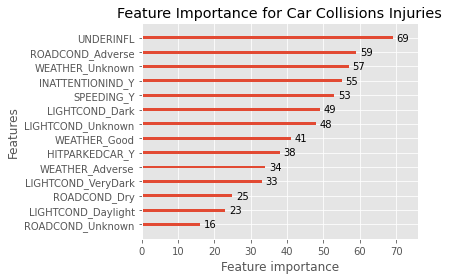 Feature Importance for Car Collisions Injuries
Features
UNDERINFL 69
ROADCOND_Adverse 59
WEATHER_Unknown 57
INATTENTIONIND_Y 55
SPEEDING_Y 53
LIGHTCOND_Dark 49
LIGHTCOND_Unknown 48
WEATHER_Good 41
HITPARKEDCAR_Y 38
WEATHER_Adverse 34
LIGHTCOND_VeryDark 33
ROADCOND_Dry 25
LIGHTCOND_Daylight 23
ROADCOND_Unknown 16
0 10 20 30 40 50 60 70
Feature importance